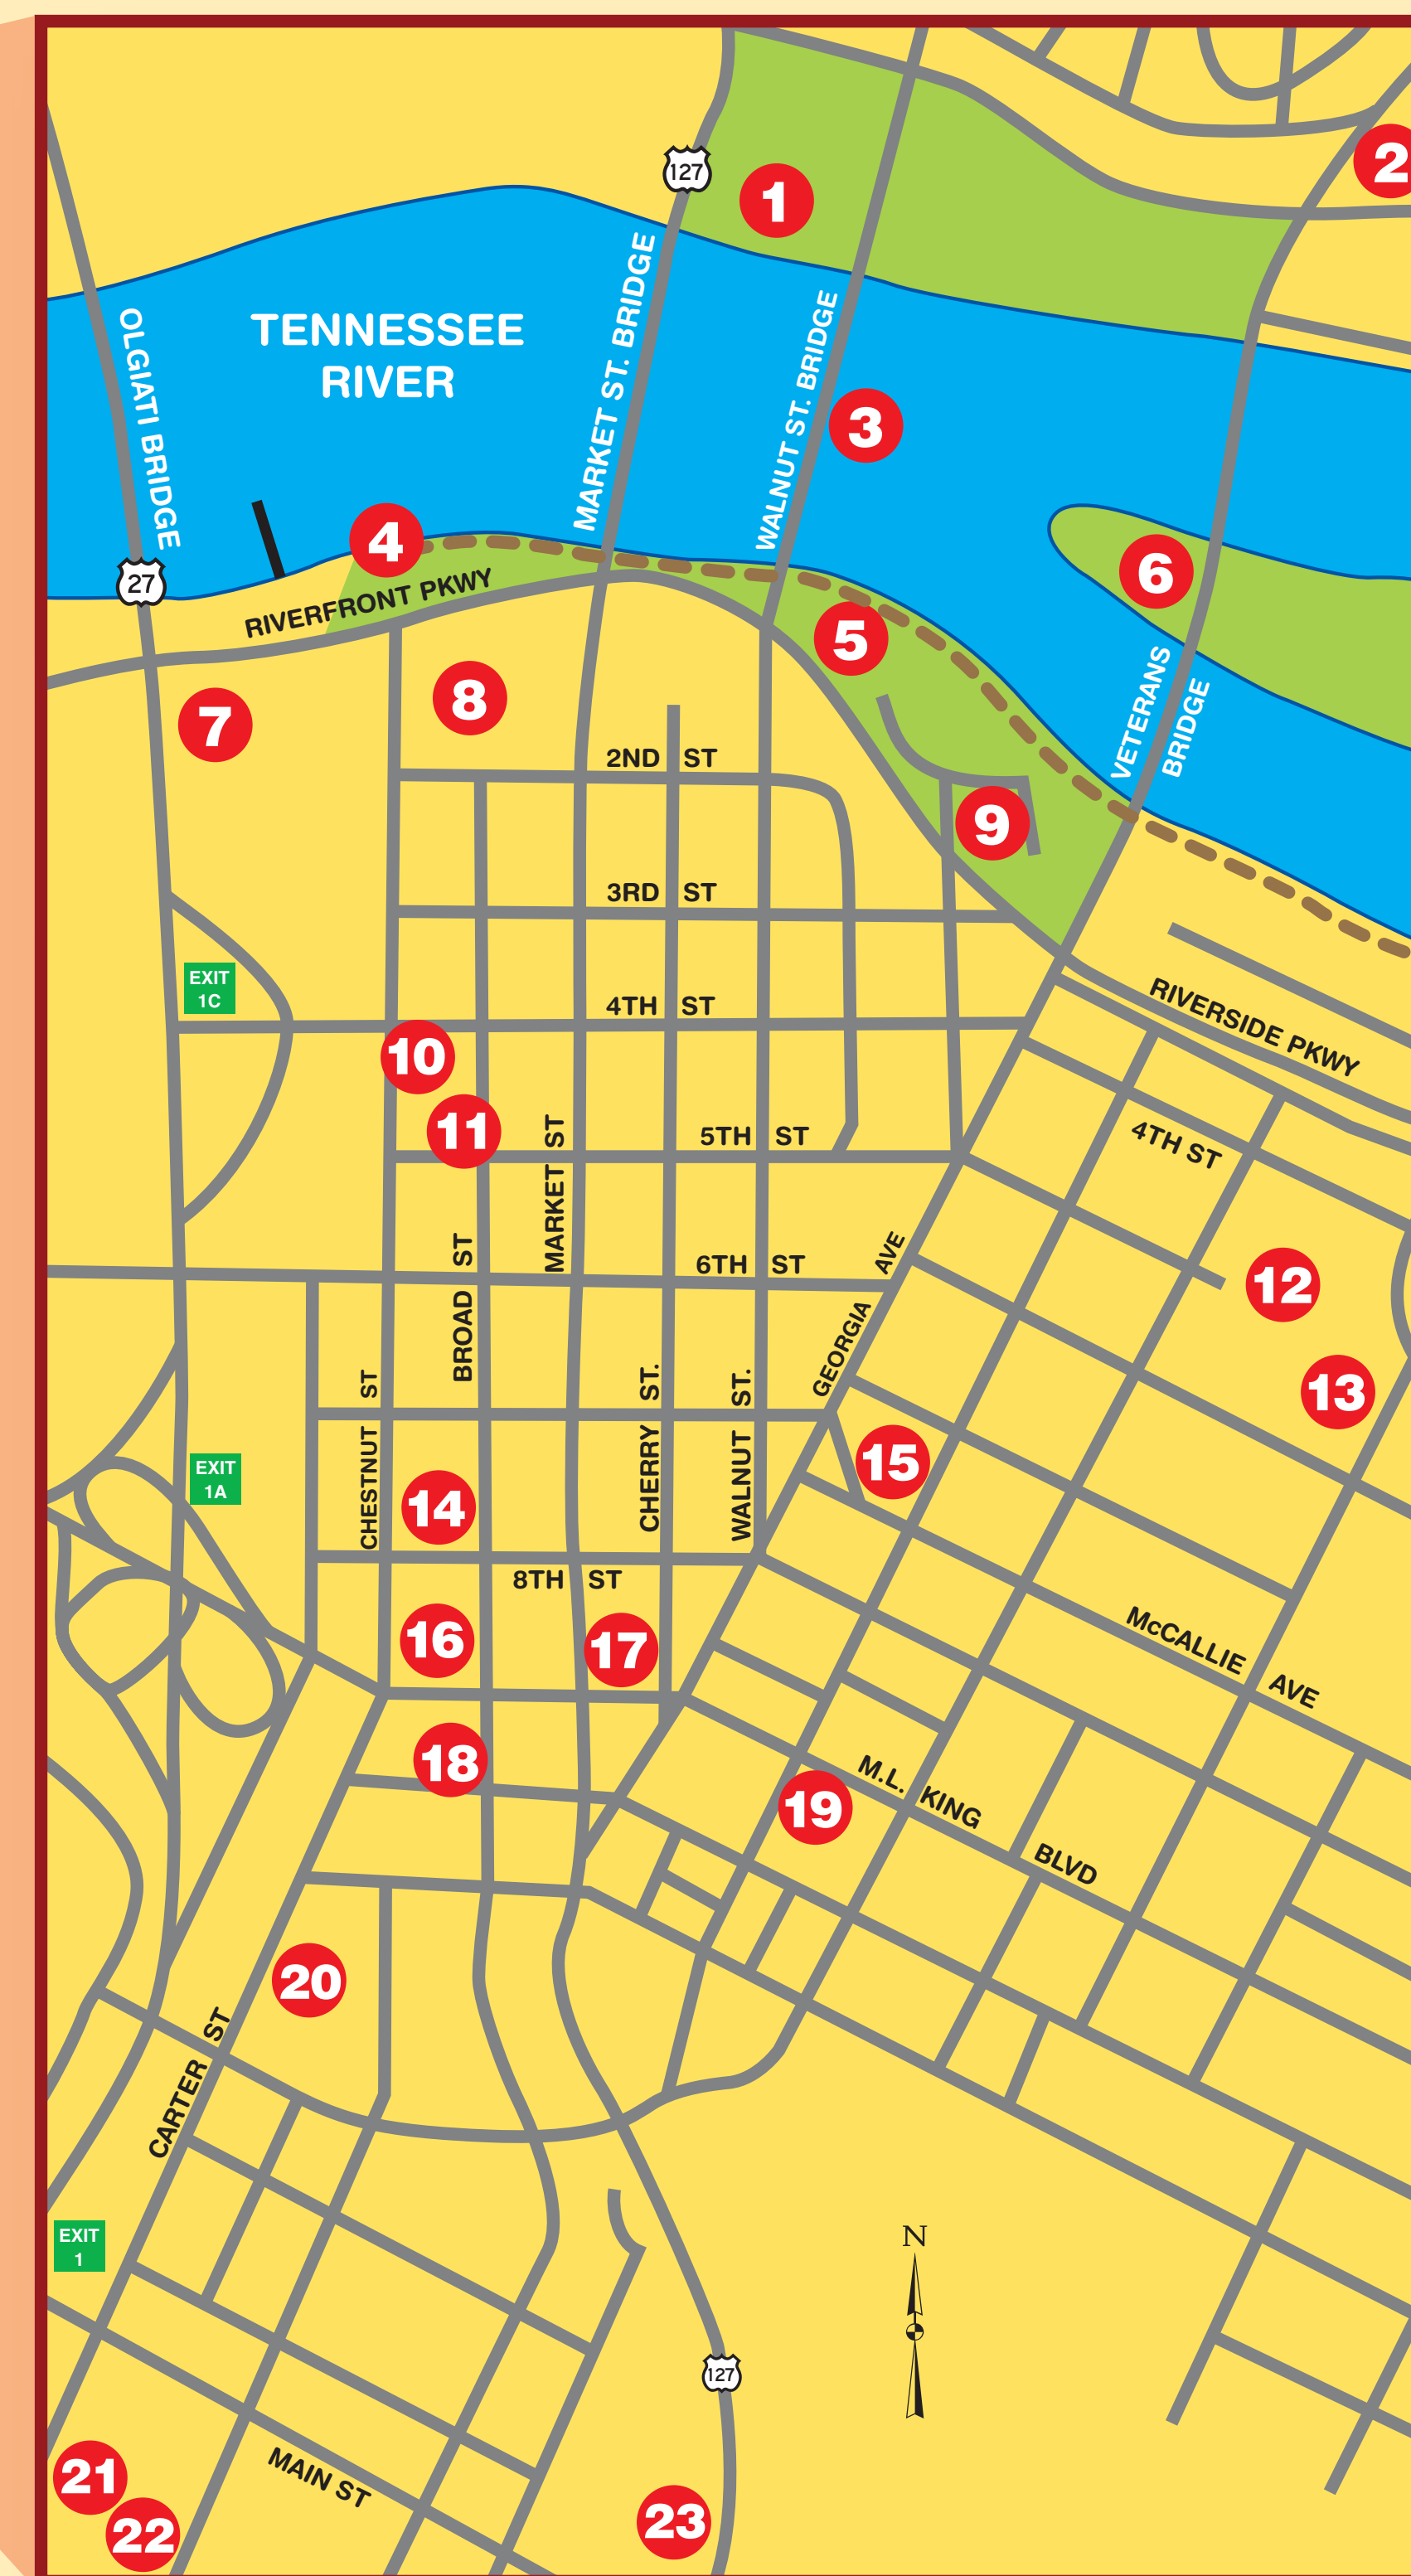 127
1
2
OLGIATI BRIDGE
TENNESSEE
RIVER
MARKET ST. BRIDGE
WALNUT ST. BRIDGE
3
4
27
RIVERFRONT PKWY
5
6
VETERANS
BRIDGE
7
8
2ND ST
9
3RD ST
EXIT
1C
4TH ST
RIVERSIDE PKWY
10
11
MARKET ST
5TH ST
4TH ST
BROAD ST
6TH ST
GEORGIA AVE
12
13
CHESTNUT ST
CHERRY ST.
WALNUT ST.
15
EXIT
1A
14
8TH ST
McCALLIE AVE
16
17
18
19
M.L. KING BLVD
20
CARTER ST
EXIT
1
N
127
MAIN ST
21
22
23